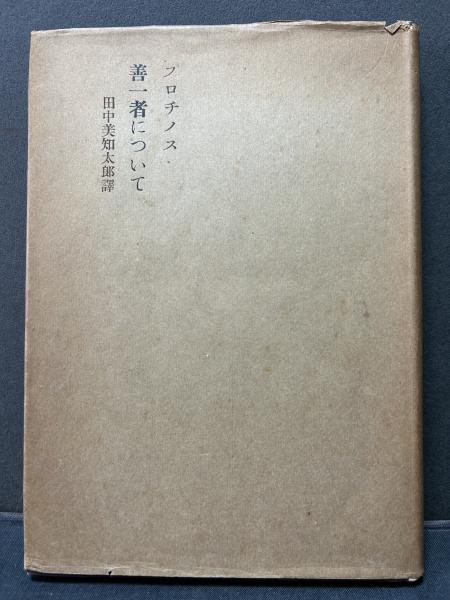 プロチノス・
善一者について
田中美知太郎譯